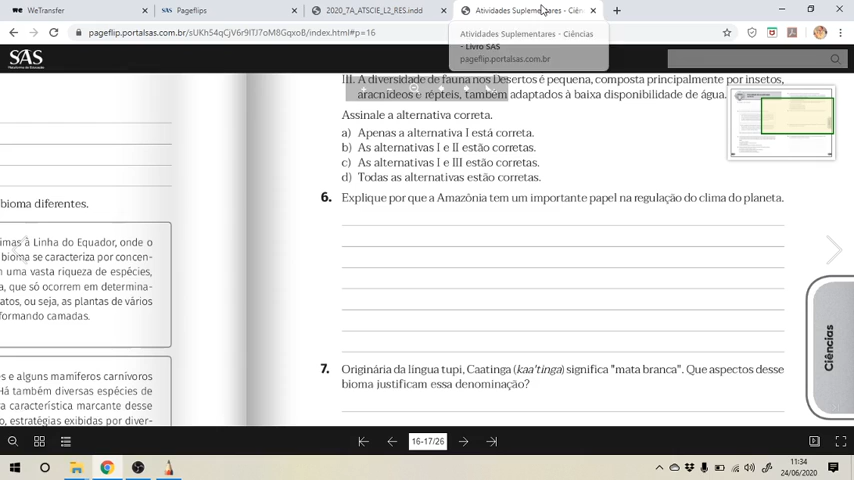 WeTransfer
SAS Pageflips
2020_7A_ATSCIE_L2_RES.indd
Atividades Suplementares - Ciên
pageflip.portalsas.com.br/sUKh54qCV6r9ITJ7oM8GqxoB/index.html#p=16
Atividades Suplementares - Ciências
- Livro SAS
pageflip.portalsas.com.br
SAS
III. A diversidade de fauna nos Desertos é pequena, composta principalmente por insetos,
aracnídeos e répteis, também adaptados à baixa disponibilidade de água.
Assinale a alternativa correta.
a) Apenas a alternativa I está correta.
b) As alternativas I e II estão corretas.
c) As alternativas I e III estão corretas.
d) Todas as alternativas estão corretas.
6. Explique por que a Amazônia tem um importante papel na regulação do clima do planeta.
bioma diferentes.
imas à Linha do Equador, onde o
bioma se caracteriza por concen-
n uma vasta riqueza de espécies,
a, que só ocorrem em determina-
atos, ou seja, as plantas de vários
formando camadas.
7. Originária da língua tupi, Caatinga (kaa'tinga) significa "mata branca". Que aspectos desse
bioma justificam essa denominação?
s e alguns mamíferos carnívoros
Há também diversas espécies de
ra característica marcante desse
o, estratégias exibidas por diver-
Ciências
16-17/26
11:34
24/06/2020